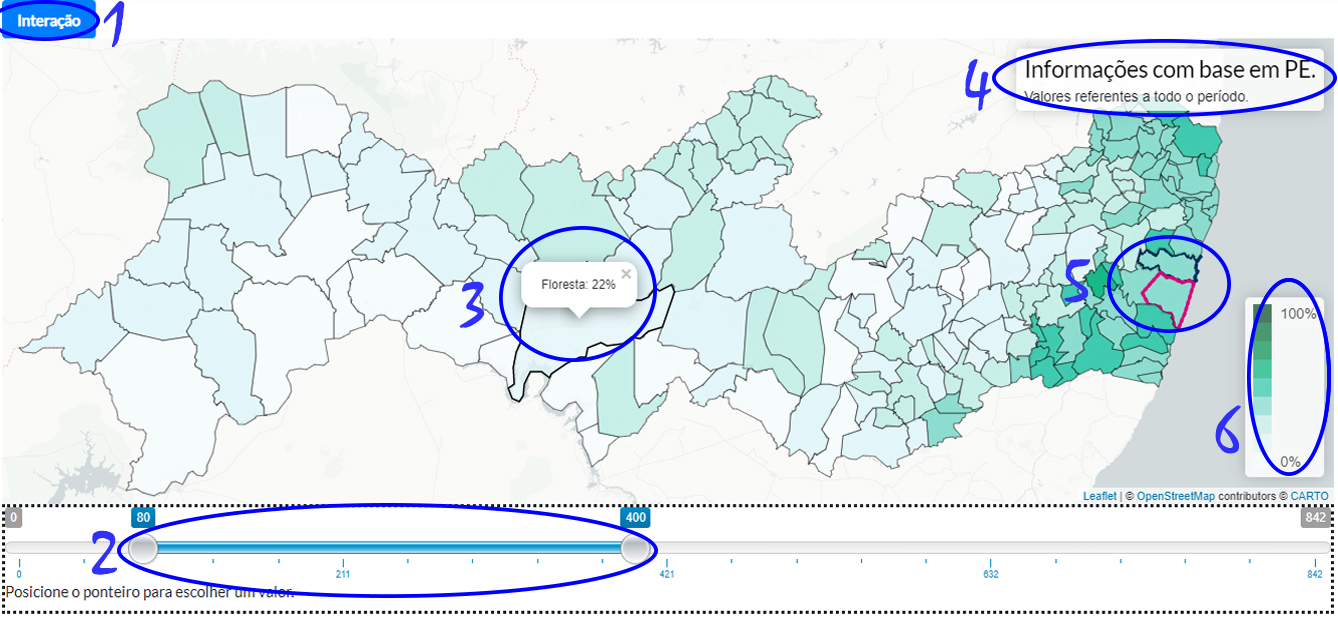 Interação 1
4 Informações com base em PE.
Valores referentes a todo o período.
3 Floresta: 22% ×
5
100%
6
0%
Leaflet | © OpenStreetMap contributors © CARTO
0 80 400 842
2
0 211 421 632 842
Posicione o ponteiro para escolher um valor.